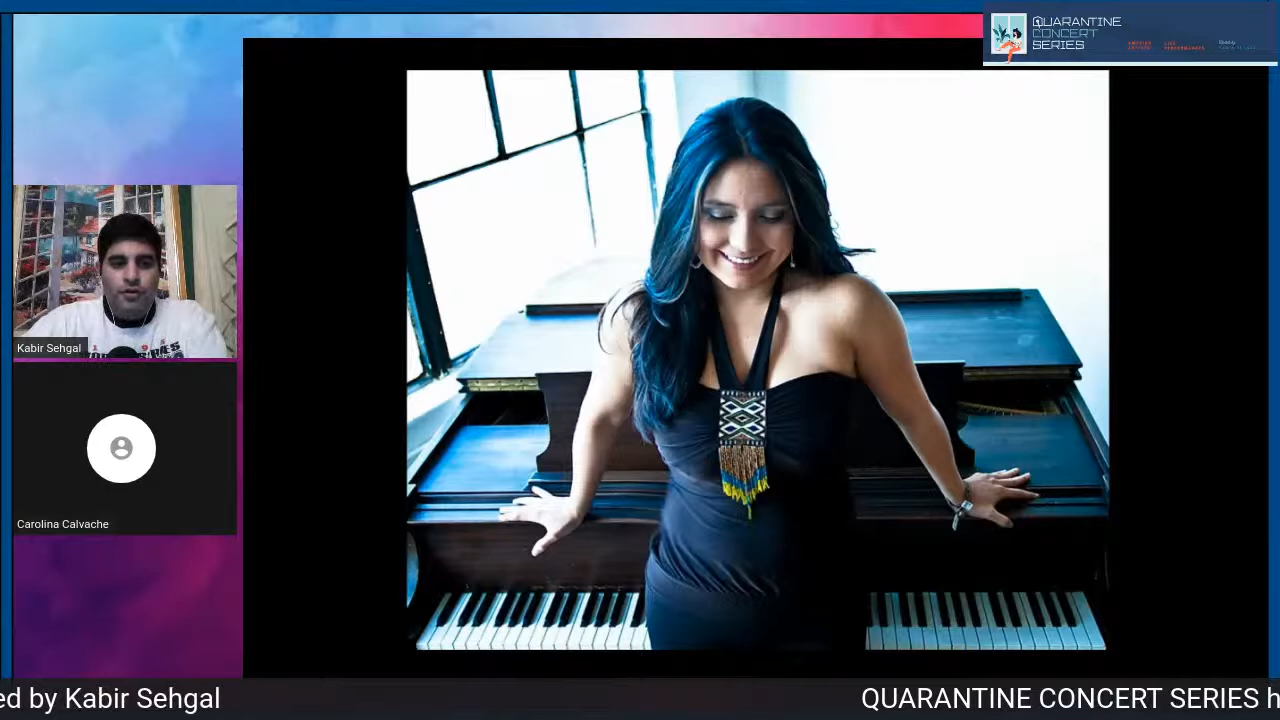 QUARANTINE
CONCERT
SERIES
Kabir Sehgal
Carolina Calvache
ed by Kabir Sehgal
QUARANTINE CONCERT SERIES h